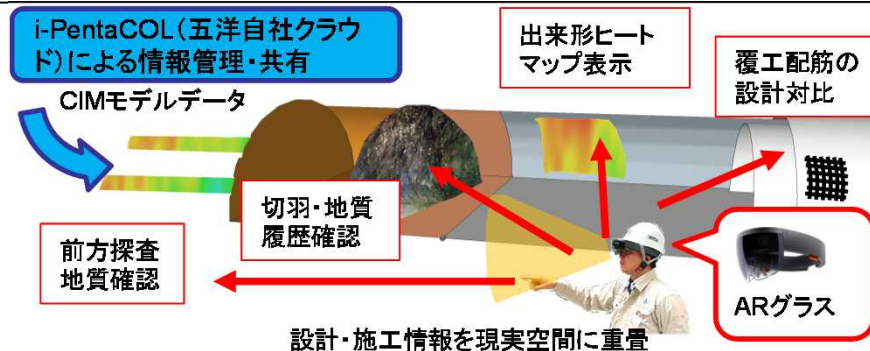 i-PentaCOL(五洋自社クラウ
ド)による情報管理・共有
CIMモデルデータ
出来形ヒート
マップ表示
覆工配筋の
設計対比
切羽・地質
履歴確認
前方探査
地質確認
ARグラス
設計・施工情報を現実空間に重畳